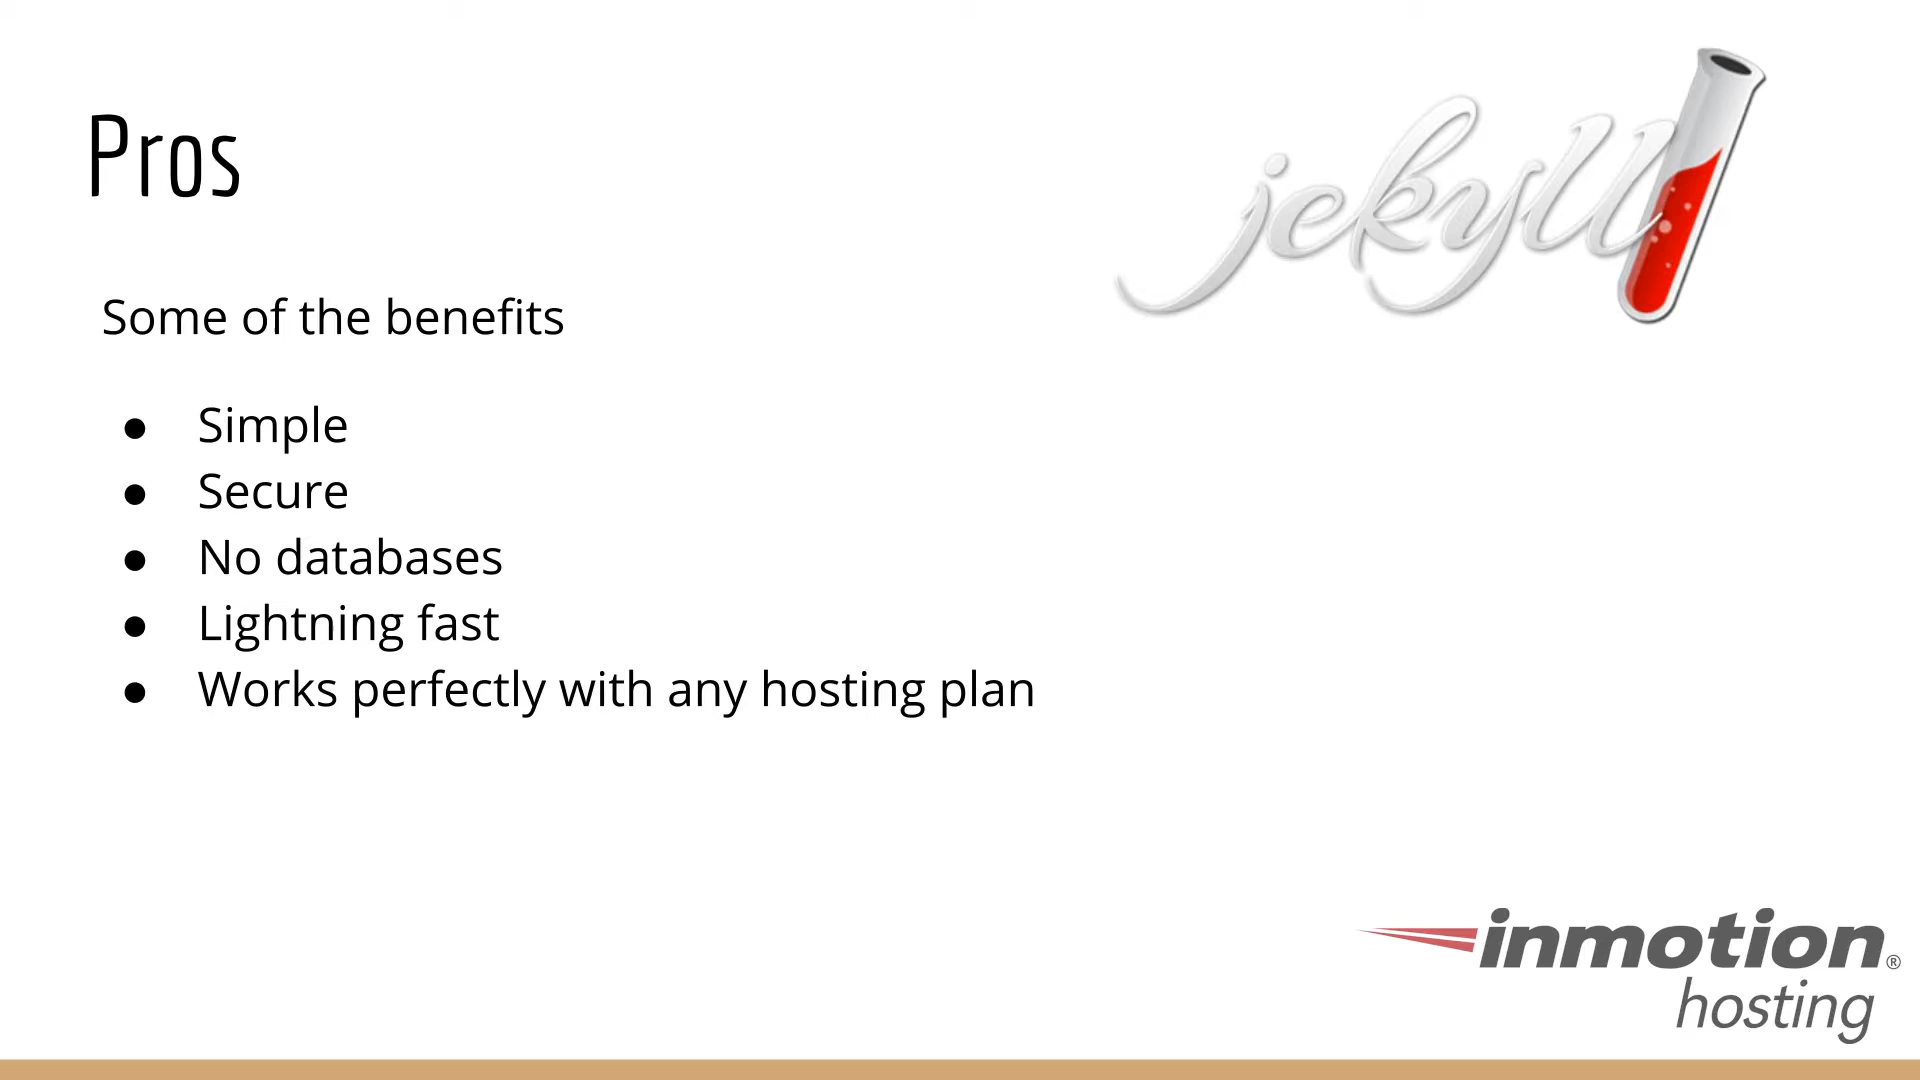 Pros
jekyll
Some of the benefits
● Simple
● Secure
● No databases
● Lightning fast
● Works perfectly with any hosting plan
inmotion®
hosting